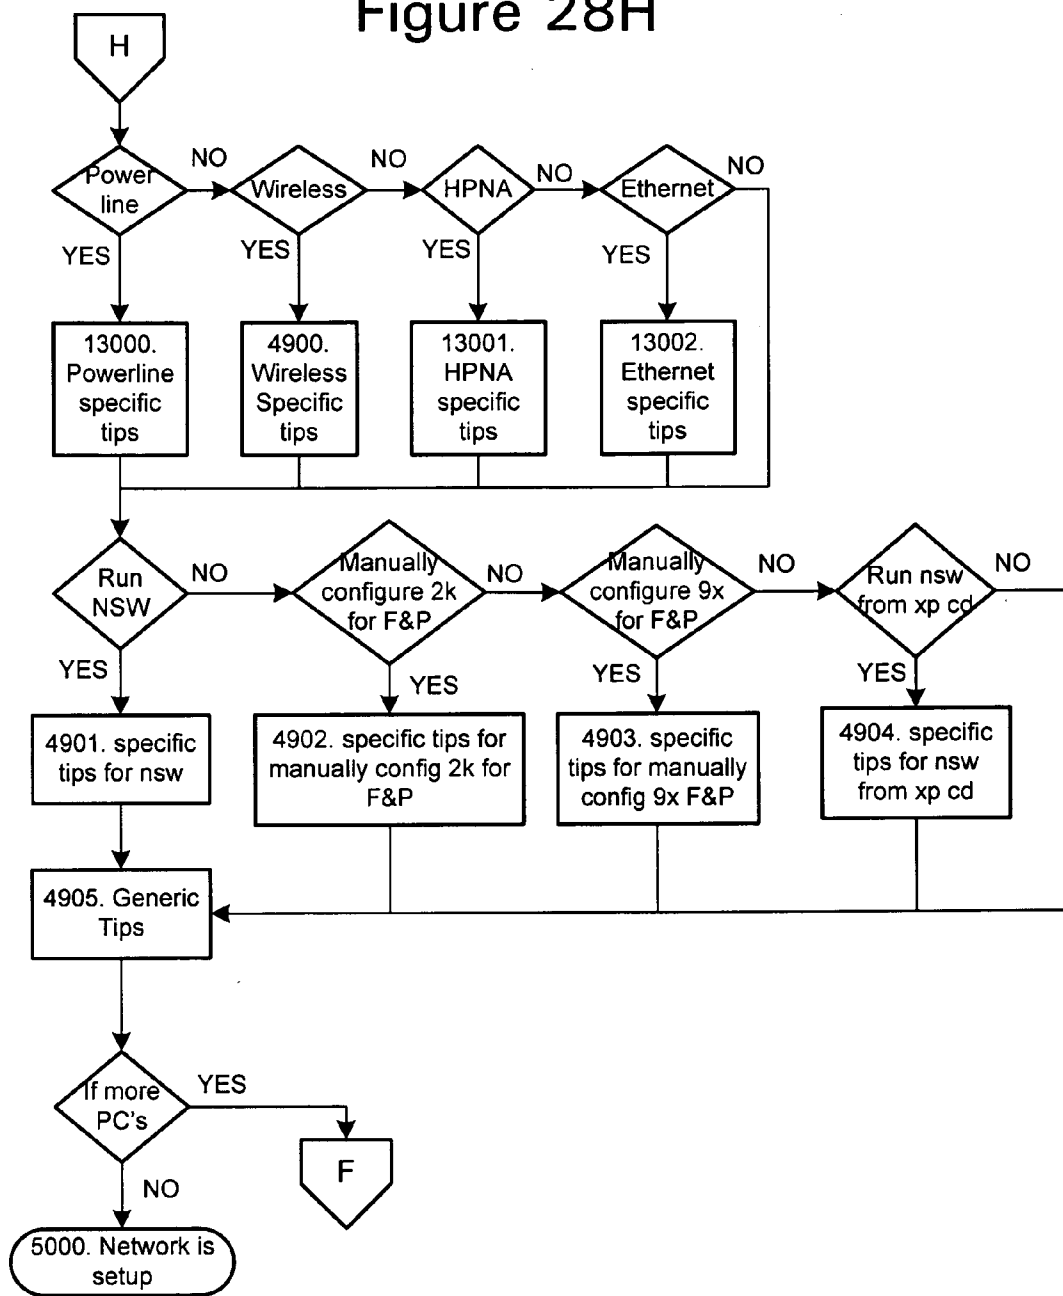 Figure 28H
H
Power
line
NO
Wireless
NO
HPNA
NO
Ethernet
NO
YES
YES
YES
YES
13000.
Powerline
specific
tips
4900.
Wireless
Specific
tips
13001.
HPNA
specific
tips
13002.
Ethernet
specific
tips
Run
NSW
NO
Manually
configure 2k
for F&P
NO
Manually
configure 9x
for F&P
NO
Run nsw
from xp cd
NO
YES
YES
YES
YES
4901. specific
tips for nsw
4902. specific tips for
manually config 2k for
F&P
4903. specific
tips for manually
config 9x F&P
4904. specific
tips for nsw
from xp cd
4905. Generic
Tips
If more
PC's
YES
F
NO
5000. Network is
setup